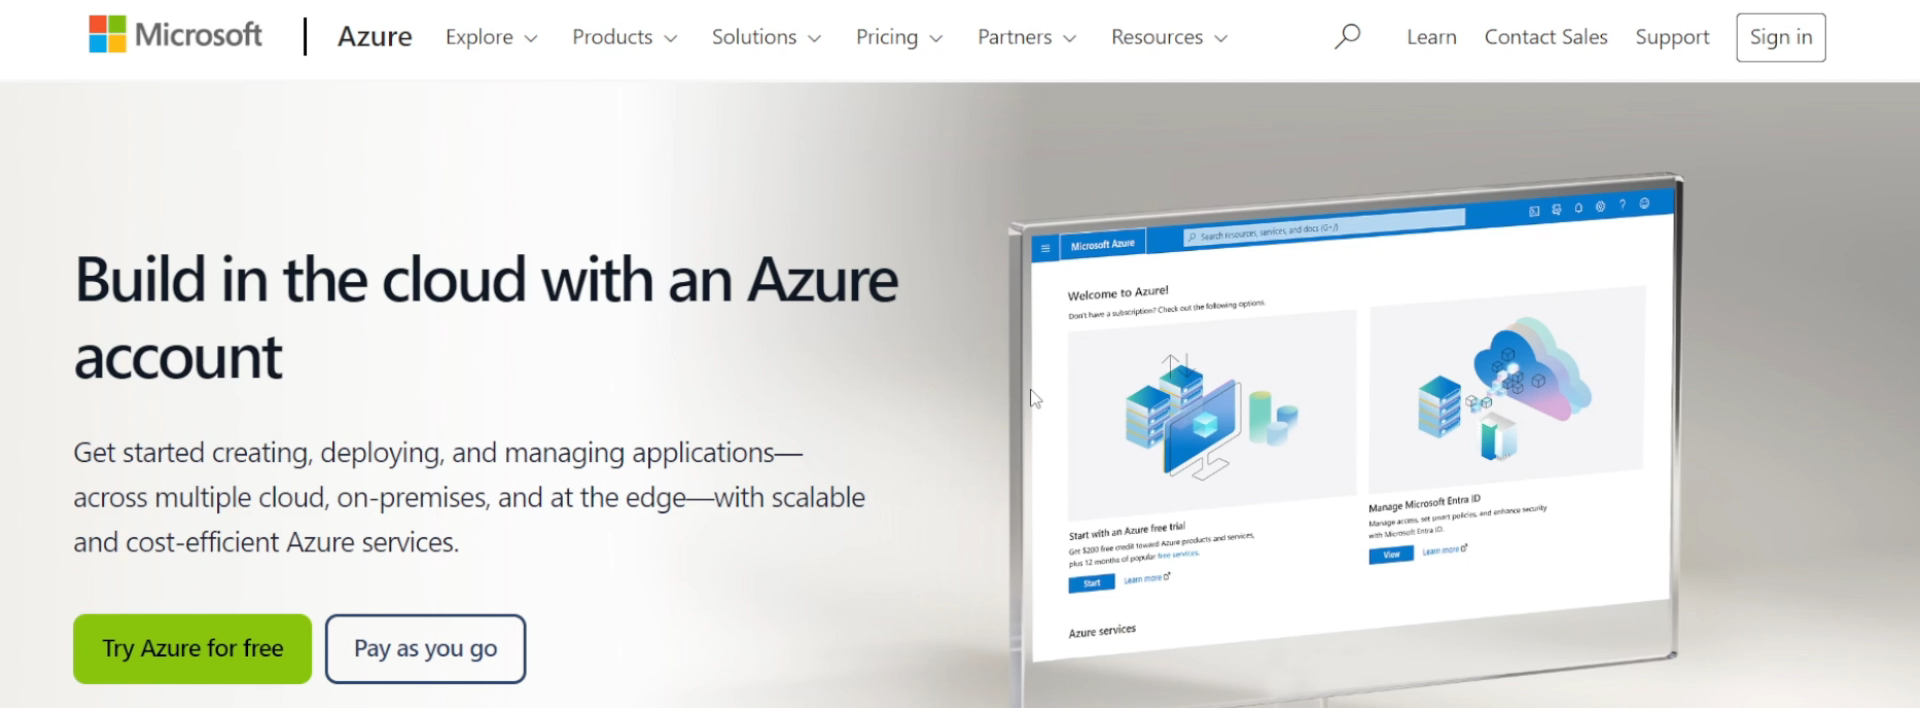 Microsoft
Azure
Explore
Products
Solutions
Pricing
Partners
Resources
Learn
Contact Sales
Support
Sign in
Build in the cloud with an Azure
account
Get started creating, deploying, and managing applications—
across multiple cloud, on-premises, and at the edge—with scalable
and cost-efficient Azure services.
Try Azure for free
Pay as you go
Microsoft Azure
Search resources, services, and docs (G+/)
Welcome to Azure!
Don't have a subscription? Check out the following options.
Start with an Azure free trial
Get $200 free credit toward Azure products and services,
plus 12 months of popular free services.
Start
Learn more
Manage Microsoft Entra ID
Manage access, set smart policies, and enhance security
with Microsoft Entra ID.
View
Learn more
Azure services